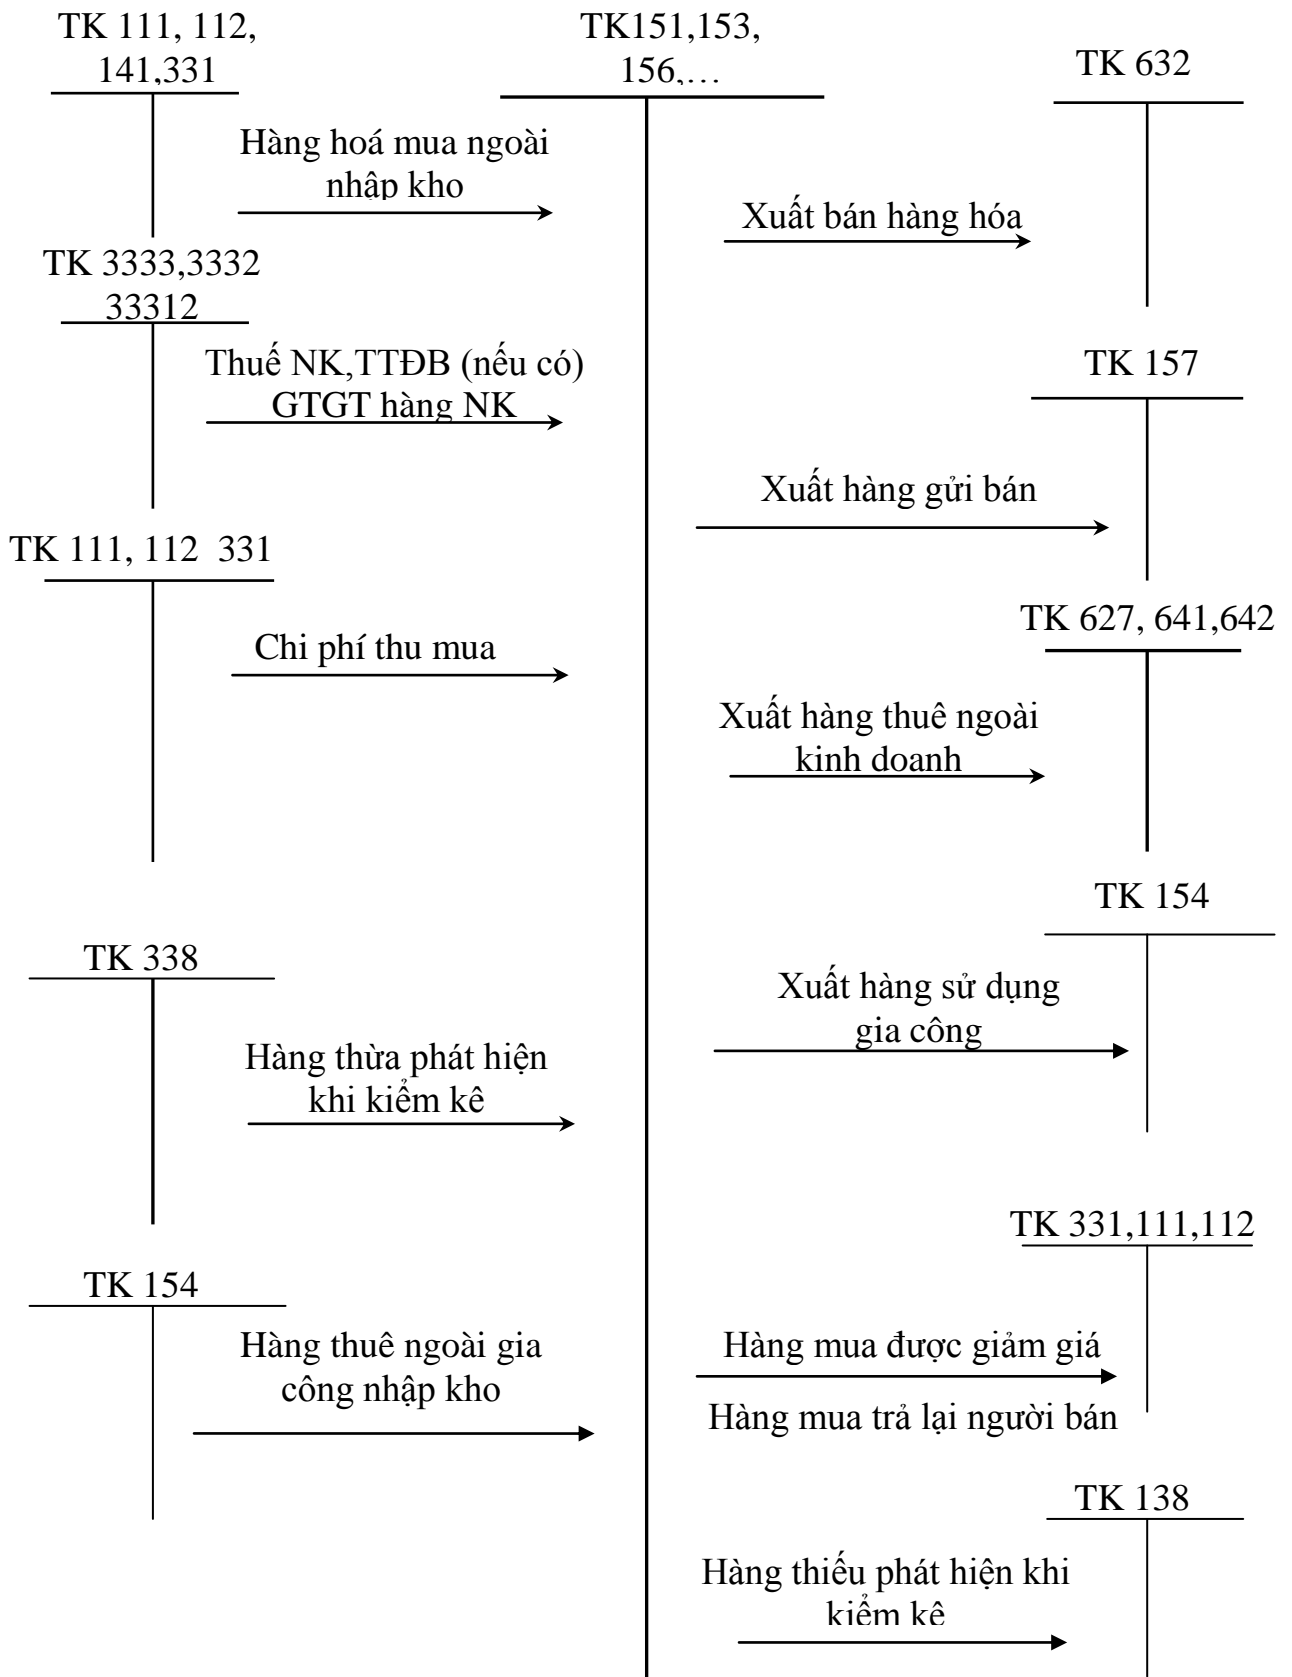 TK 111, 112,
141,331
Hàng hoá mua ngoài
nhập kho
TK 3333,3332
33312
Thuế NK,TTĐB (nếu có)
GTGT hàng NK
TK 111, 112  331
Chi phí thu mua
TK 338
Hàng thừa phát hiện
khi kiểm kê
TK 154
Hàng thuê ngoài gia
công nhập kho
TK151,153,
156,…
TK 632
Xuất bán hàng hóa
TK 157
Xuất hàng gửi bán
TK 627, 641,642
Xuất hàng thuê ngoài
kinh doanh
TK 154
Xuất hàng sử dụng
gia công
TK 331,111,112
Hàng mua được giảm giá
Hàng mua trả lại người bán
TK 138
Hàng thiếu phát hiện khi
kiểm kê